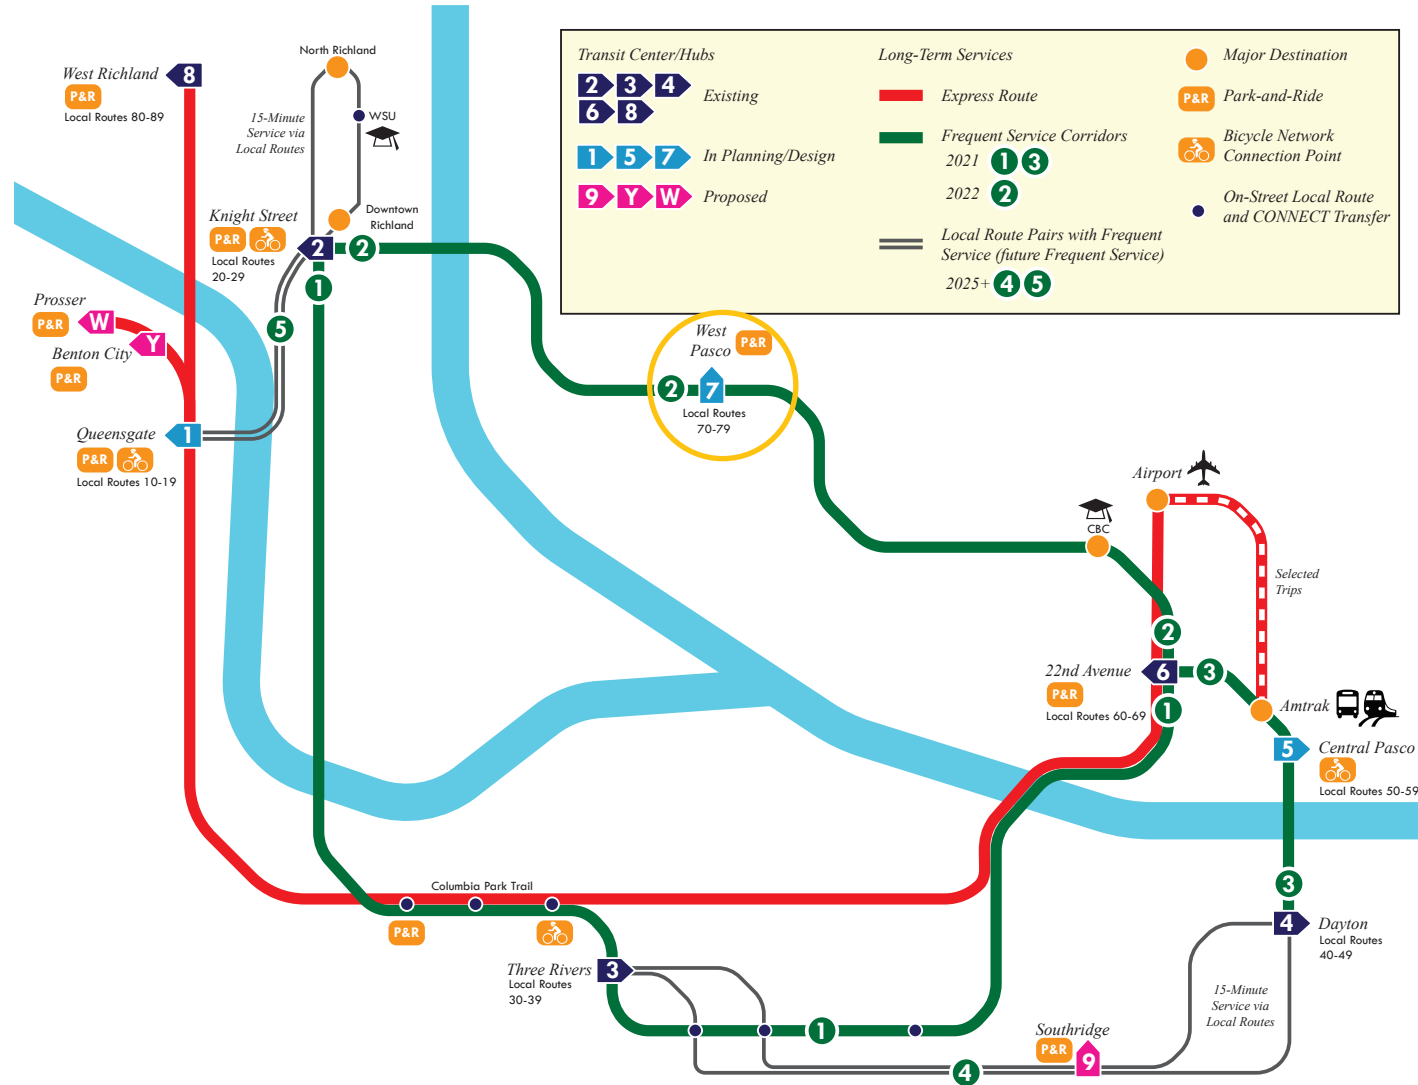 North Richland
West Richland
8
P&R
Local Routes 80-89
15-Minute
Service via
Local Routes
WSU
Transit Center/Hubs
2 3 4
6 8
Existing
1 5 7
In Planning/Design
9 Y W
Proposed
Long-Term Services
Express Route
Frequent Service Corridors
2021 1 3
2022 2
Local Route Pairs with Frequent
Service (future Frequent Service)
2025+ 4 5
Major Destination
P&R
Park-and-Ride
Bicycle Network
Connection Point
On-Street Local Route
and CONNECT Transfer
Downtown
Richland
Knight Street
P&R
Local Routes
20-29
2
2
1
Prosser
P&R
W
Y
Benton City
P&R
5
Queensgate
1
P&R
Local Routes 10-19
West
Pasco
P&R
2
7
Local Routes
70-79
Airport
CBC
Selected
Trips
2
22nd Avenue
6
3
P&R
Local Routes 60-69
1
Amtrak
5
Central Pasco
Local Routes 50-59
Columbia Park Trail
P&R
3
4
Dayton
Local Routes
40-49
Three Rivers
3
Local Routes
30-39
15-Minute
Service via
Local Routes
1
Southridge
P&R
9
4